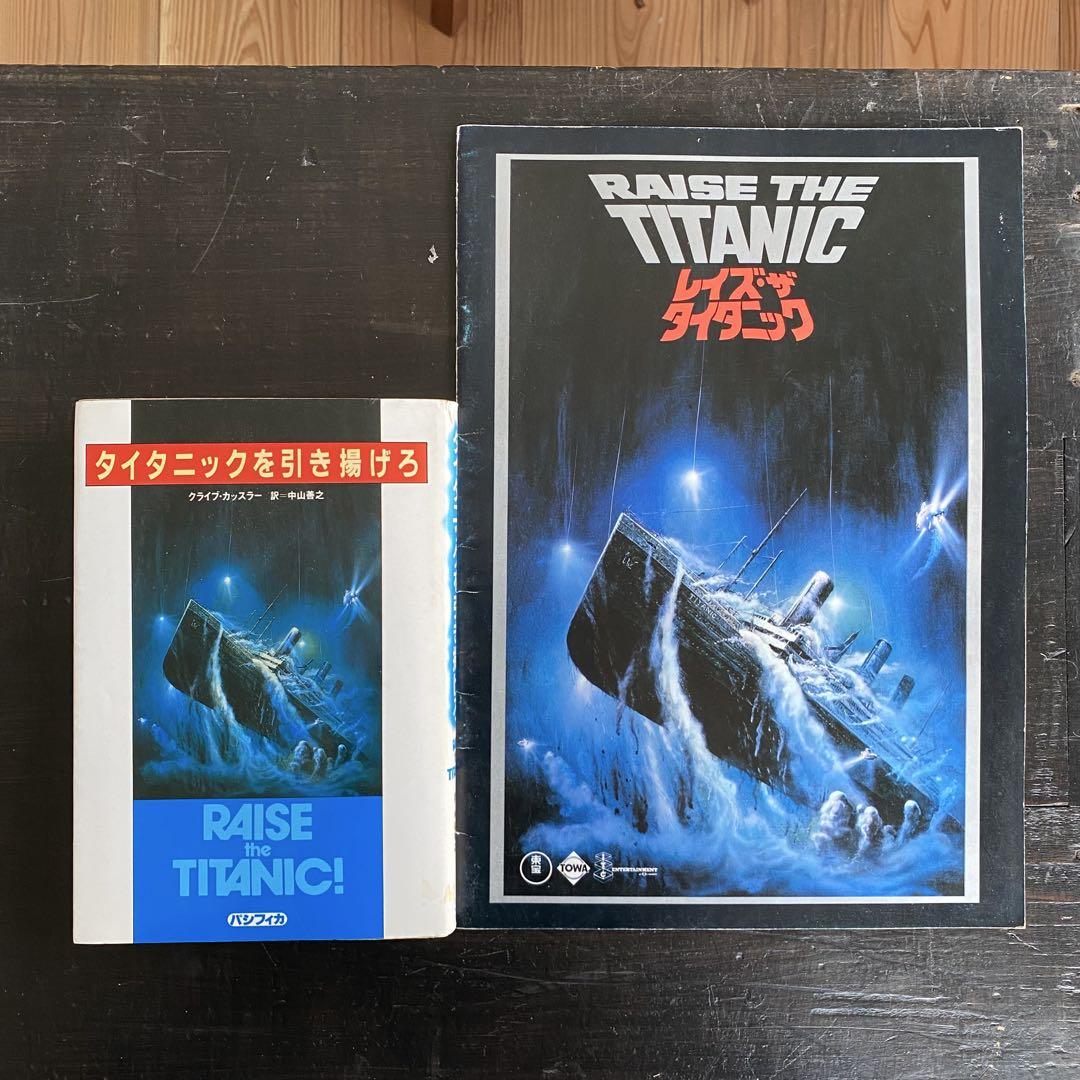 タイタニックを引き揚げろ
クライブ・カッスラー 訳=中山善之
RAISE
the
TITANIC!
パシフィカ
RAISE THE
TITANIC
レイズ・ザ
タイタニック
東宝
TOWA
ENTERTAINMENT